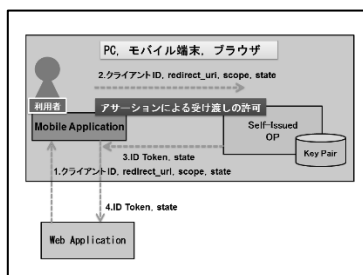 PC, モバイル端末, ブラウザ
2.クライアントID, redirect_uri, scope, state
利用者
アサーションによる受け渡しの許可
Mobile Application
Self-Issued
OP
Key Pair
3.ID Token, state
1.クライアントID, redirect_uri, scope, state
4.ID Token, state
Web Application